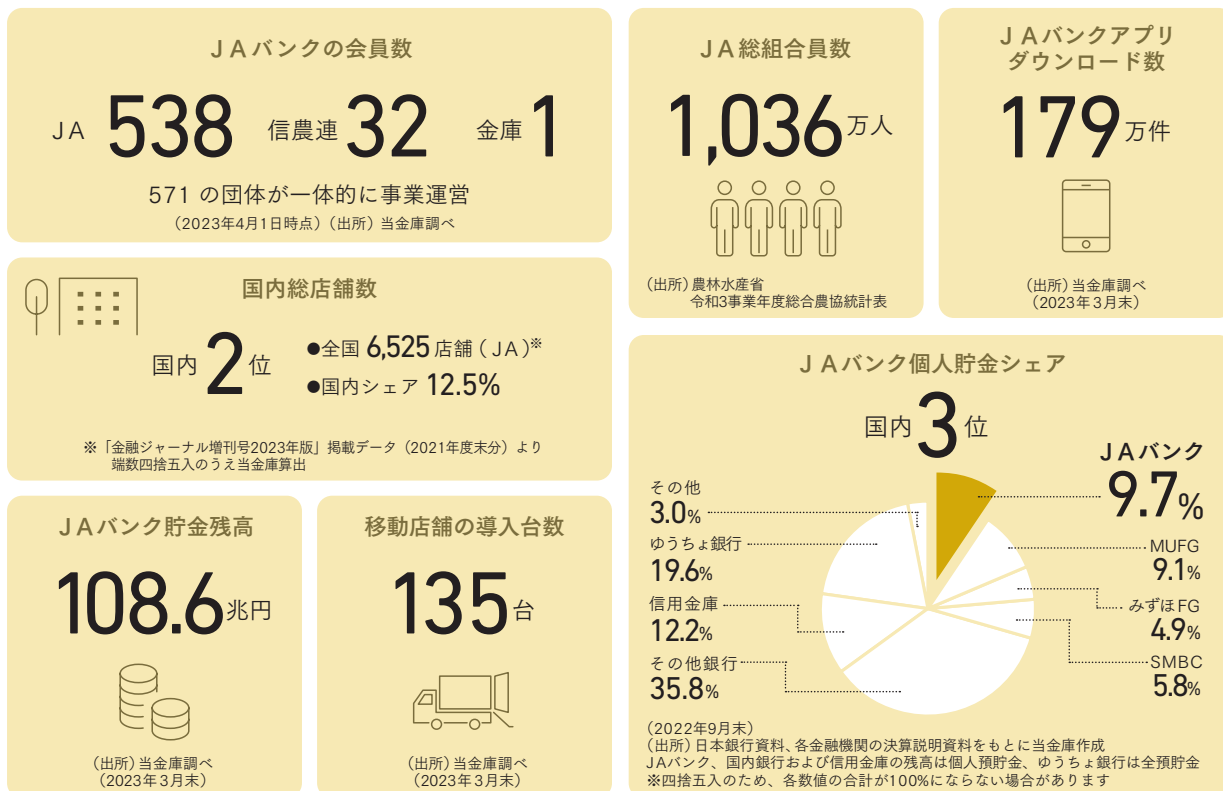 JAバンクの会員数
JA 538 信農連 32 金庫 1
571 の団体が一体的に事業運営
(2023年4月1日時点)(出所)当金庫調べ
JA総組合員数
1,036万人
(出所)農林水産省
令和3事業年度総合農協統計表
JAバンクアプリ
ダウンロード数
179万件
(出所)当金庫調べ
(2023年3月末)
国内総店舗数
国内2位
●全国 6,525 店舗(JA)※
●国内シェア 12.5%
※「金融ジャーナル増刊号2023年版」掲載データ(2021年度末分)より
端数四捨五入のうえ当金庫算出
JAバンク貯金残高
108.6兆円
(出所)当金庫調べ
(2023年3月末)
移動店舗の導入台数
135台
(出所)当金庫調べ
(2023年3月末)
JAバンク個人貯金シェア
国内3位
JAバンク
9.7%
MUFG
9.1%
みずほFG
4.9%
SMBC
5.8%
その他
3.0%
ゆうちょ銀行
19.6%
信用金庫
12.2%
その他銀行
35.8%
(2022年9月末)
(出所)日本銀行資料、各金融機関の決算説明資料をもとに当金庫作成
JAバンク、国内銀行および信用金庫の残高は個人預貯金、ゆうちょ銀行は全預貯金
※四捨五入のため、各数値の合計が100%にならない場合があります